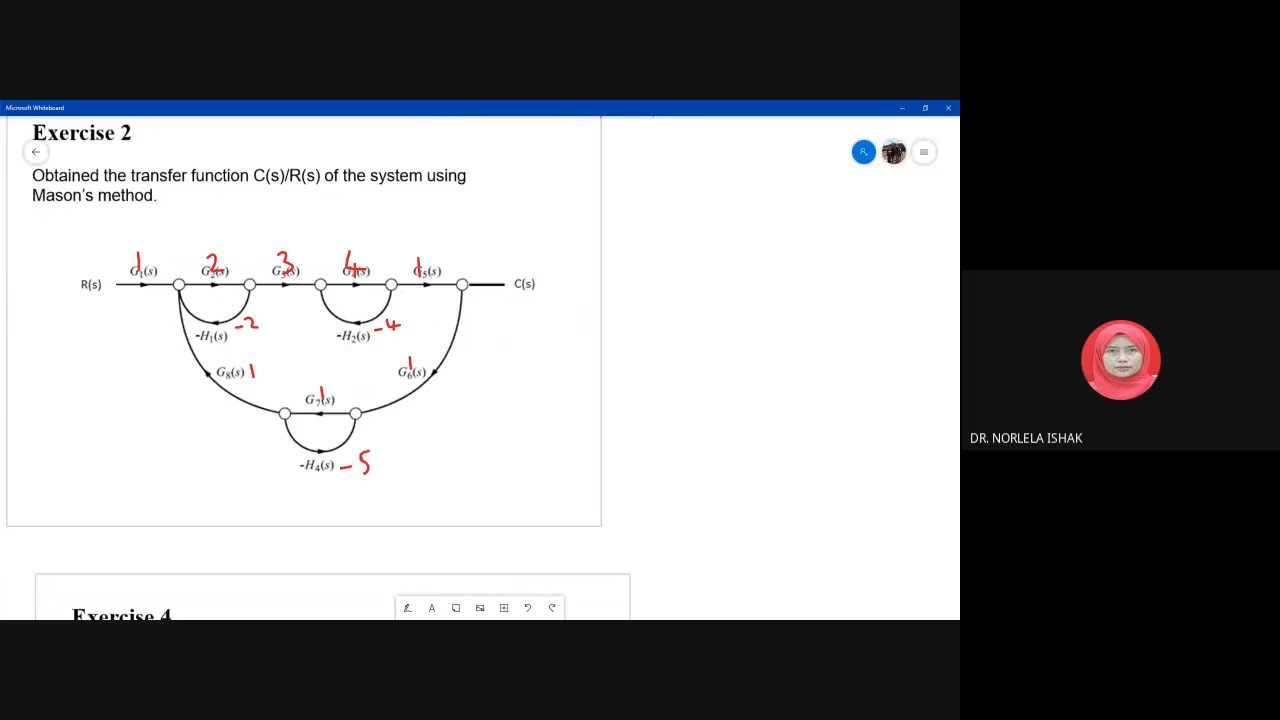 Microsoft Whiteboard
Exercise 2
Obtained the transfer function C(s)/R(s) of the system using
Mason's method.
1 2 3 4 1
G1(s) G2(s) G3(s) G4(s) G5(s)
R(s) C(s)
-H1(s) -2 -H2(s) -4
G8(s) 1 G6(s) 1
G7(s) 1
-H4(s) -5
DR. NORLELA ISHAK
Exercise 4
A